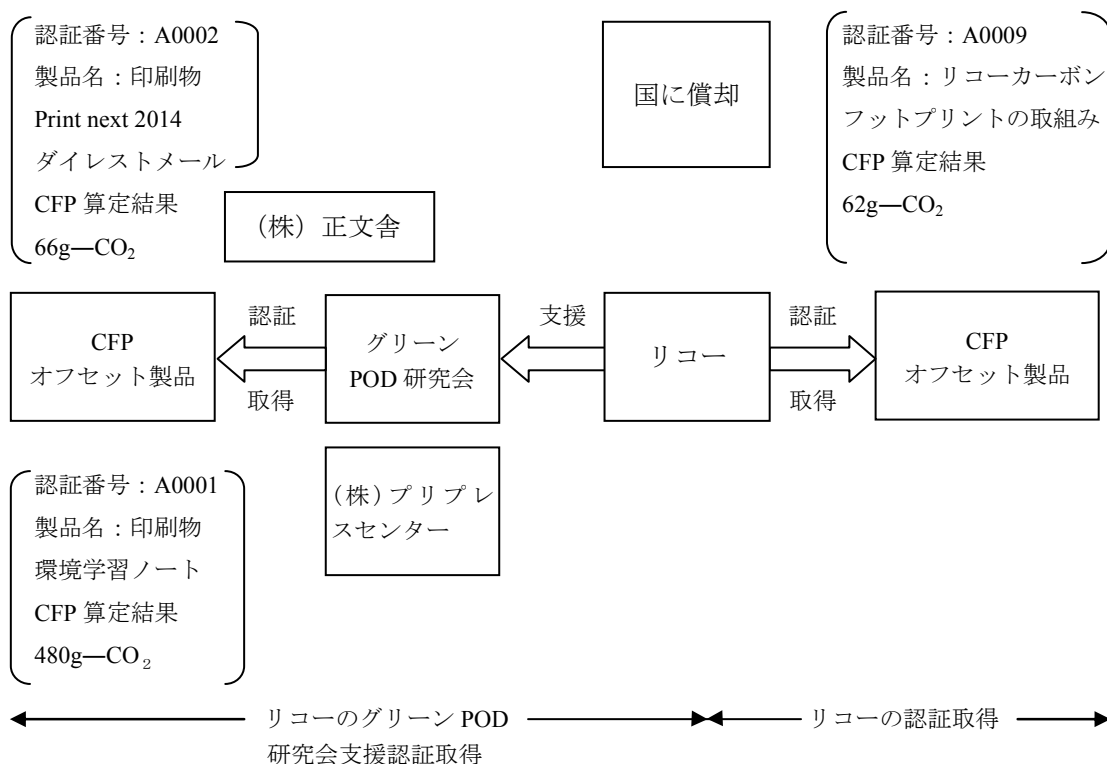 認証番号：A0002
製品名：印刷物
Print next 2014
ダイレストメール
CFP 算定結果
66g―CO₂
（株）正文舎
国に償却
認証番号：A0009
製品名：リコーカーボン
フットプリントの取組み
CFP 算定結果
62g―CO₂
CFP
オフセット製品
認証
取得
グリーン
POD 研究会
支援
リコー
認証
取得
CFP
オフセット製品
認証番号：A0001
製品名：印刷物
環境学習ノート
CFP 算定結果
480g―CO₂
（株）プリプレ
スセンター
リコーのグリーン POD
研究会支援認証取得
リコーの認証取得